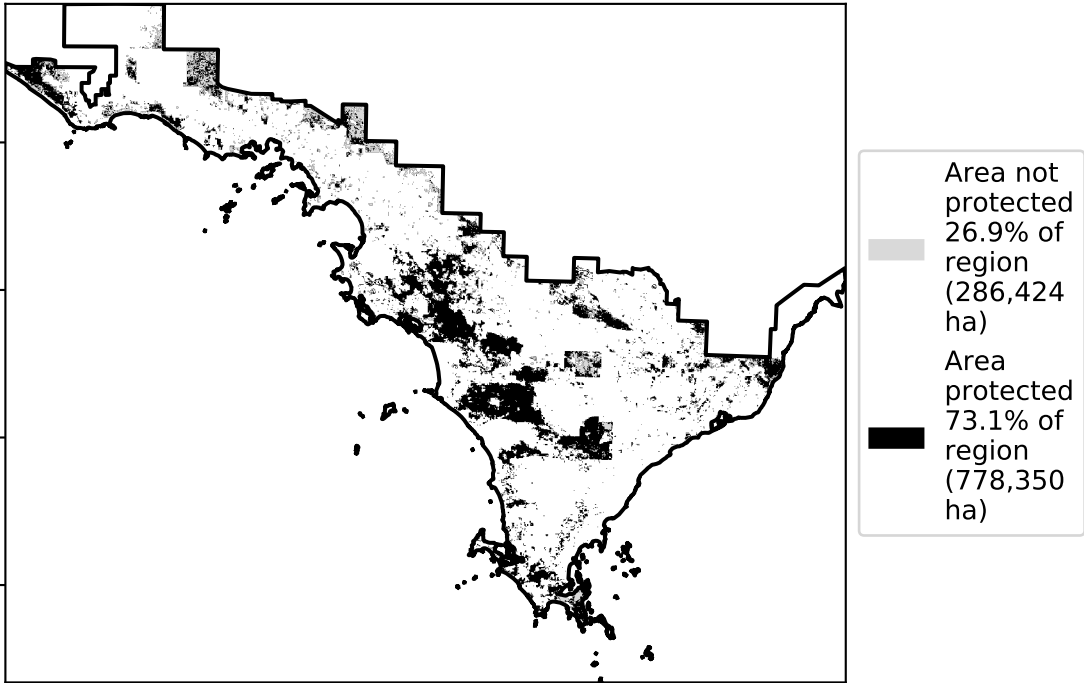 Area not
protected
26.9% of
region
(286,424
ha)
Area
protected
73.1% of
region
(778,350
ha)